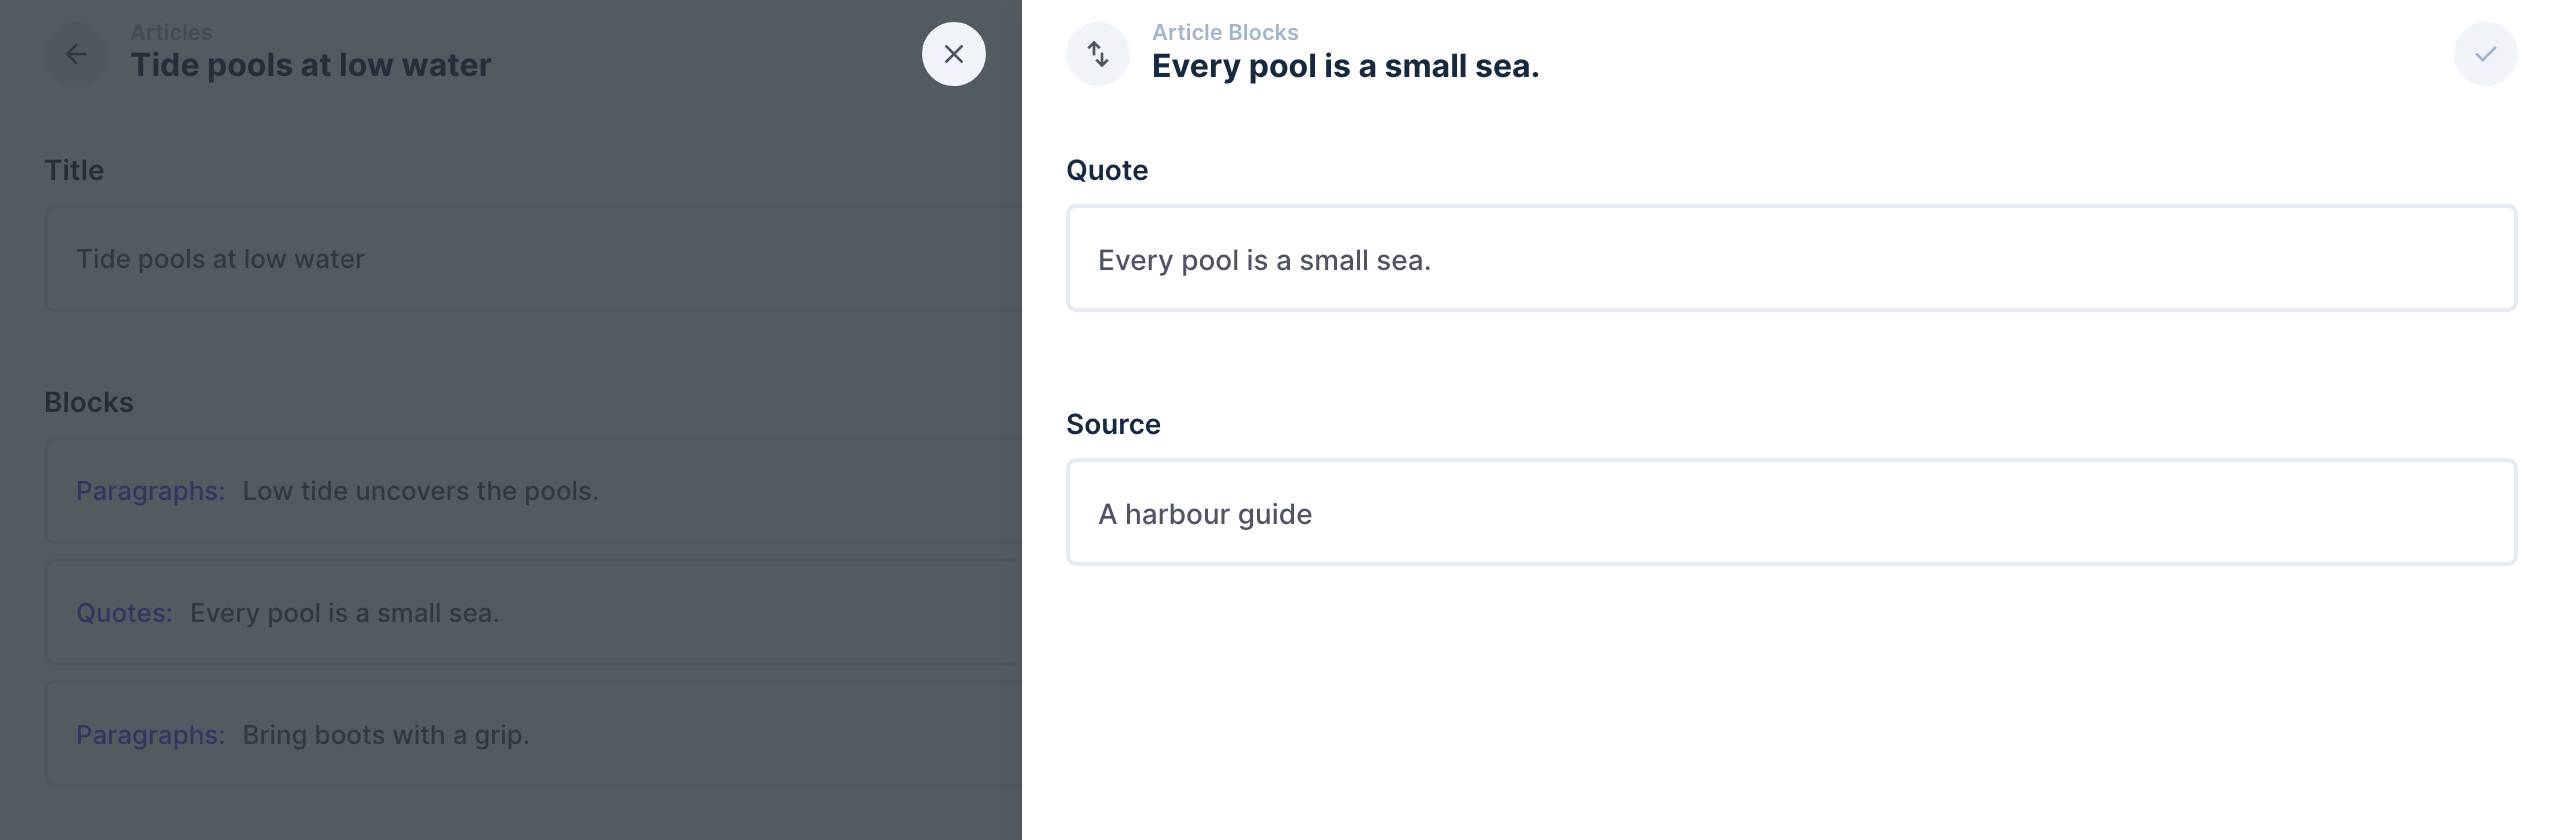 Articles
Tide pools at low water
Title
Tide pools at low water
Blocks
Paragraphs: Low tide uncovers the pools.
Quotes: Every pool is a small sea.
Paragraphs: Bring boots with a grip.
Article Blocks
Every pool is a small sea.
Quote
Every pool is a small sea.
Source
A harbour guide